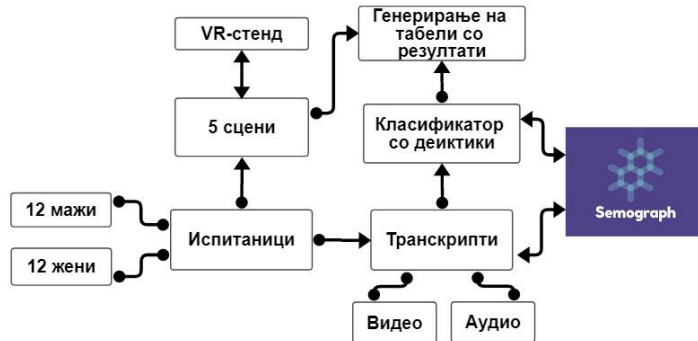 VR-стенд
Генерирање на
табели со
резултати
5 сцени
Класификатор
со деиктики
Semograph
12 мажи
12 жени
Испитаници
Транскрипти
Видео
Аудио